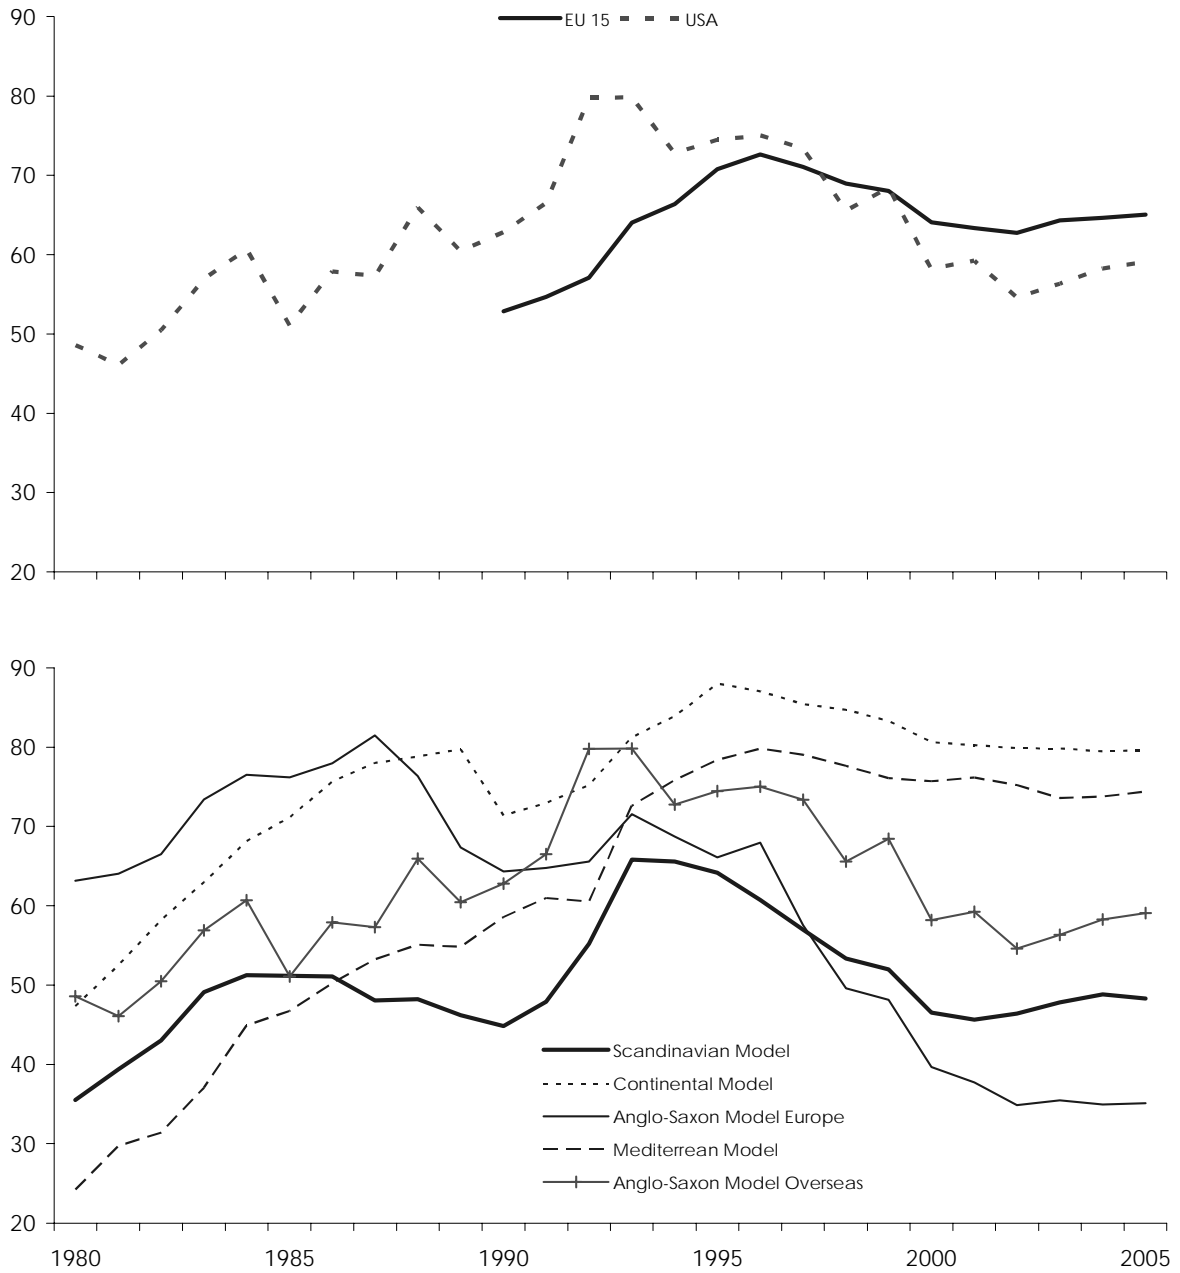 90
EU 15 USA
80
70
60
50
40
30
20
90
80
70
60
50
40
30
20
Scandinavian Model
Continental Model
Anglo-Saxon Model Europe
Mediterrean Model
Anglo-Saxon Model Overseas
1980 1985 1990 1995 2000 2005